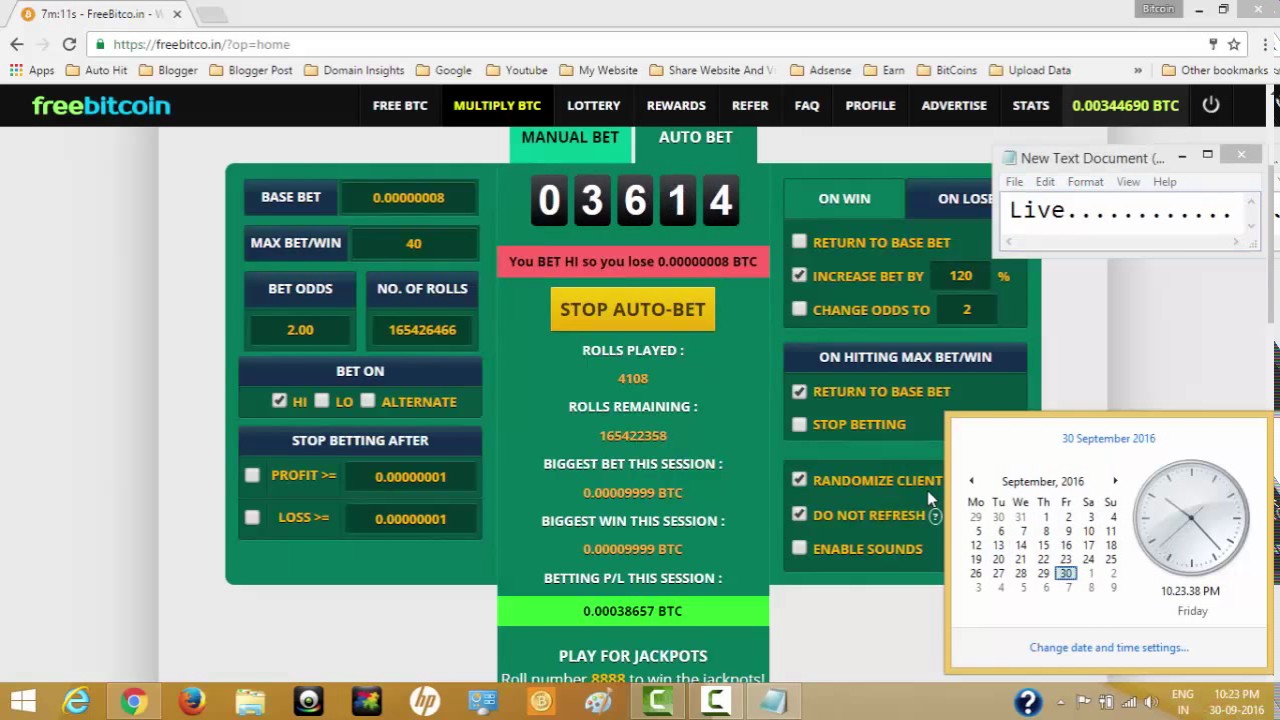 7m:11s - FreeBitco.in - W
Bitcoin
https://freebitco.in/?op=home
Apps Auto Hit Blogger Blogger Post Domain Insights Google Youtube My Website Share Website And V Adsense Earn BitCoins Upload Data » Other bookmarks
freebitcoin FREE BTC MULTIPLY BTC LOTTERY REWARDS REFER FAQ PROFILE ADVERTISE STATS 0.00344690 BTC
MANUAL BET AUTO BET
BASE BET 0.00000008
MAX BET/WIN 40
BET ODDS NO. OF ROLLS
2.00 165426466
BET ON
HI LO ALTERNATE
STOP BETTING AFTER
PROFIT >= 0.00000001
LOSS >= 0.00000001
0 3 6 1 4
You BET HI so you lose 0.00000008 BTC
STOP AUTO-BET
ROLLS PLAYED :
4108
ROLLS REMAINING :
165422358
BIGGEST BET THIS SESSION :
0.00009999 BTC
BIGGEST WIN THIS SESSION :
0.00009999 BTC
BETTING P/L THIS SESSION :
0.00038657 BTC
PLAY FOR JACKPOTS
Roll number 8888 to win the jackpots!
ON WIN ON LOSE
RETURN TO BASE BET
INCREASE BET BY 120 %
CHANGE ODDS TO 2
ON HITTING MAX BET/WIN
RETURN TO BASE BET
STOP BETTING
RANDOMIZE CLIENT
DO NOT REFRESH ?
ENABLE SOUNDS
New Text Document (...
File Edit Format View Help
Live............
30 September 2016
September, 2016
Mo Tu We Th Fr Sa Su
29 30 31 1 2 3 4
5 6 7 8 9 10 11
12 13 14 15 16 17 18
19 20 21 22 23 24 25
26 27 28 29 30 1 2
3 4 5 6 7 8 9
10.23.38 PM
Friday
Change date and time settings...
hp
ENG 10:23 PM
IN 30-09-2016